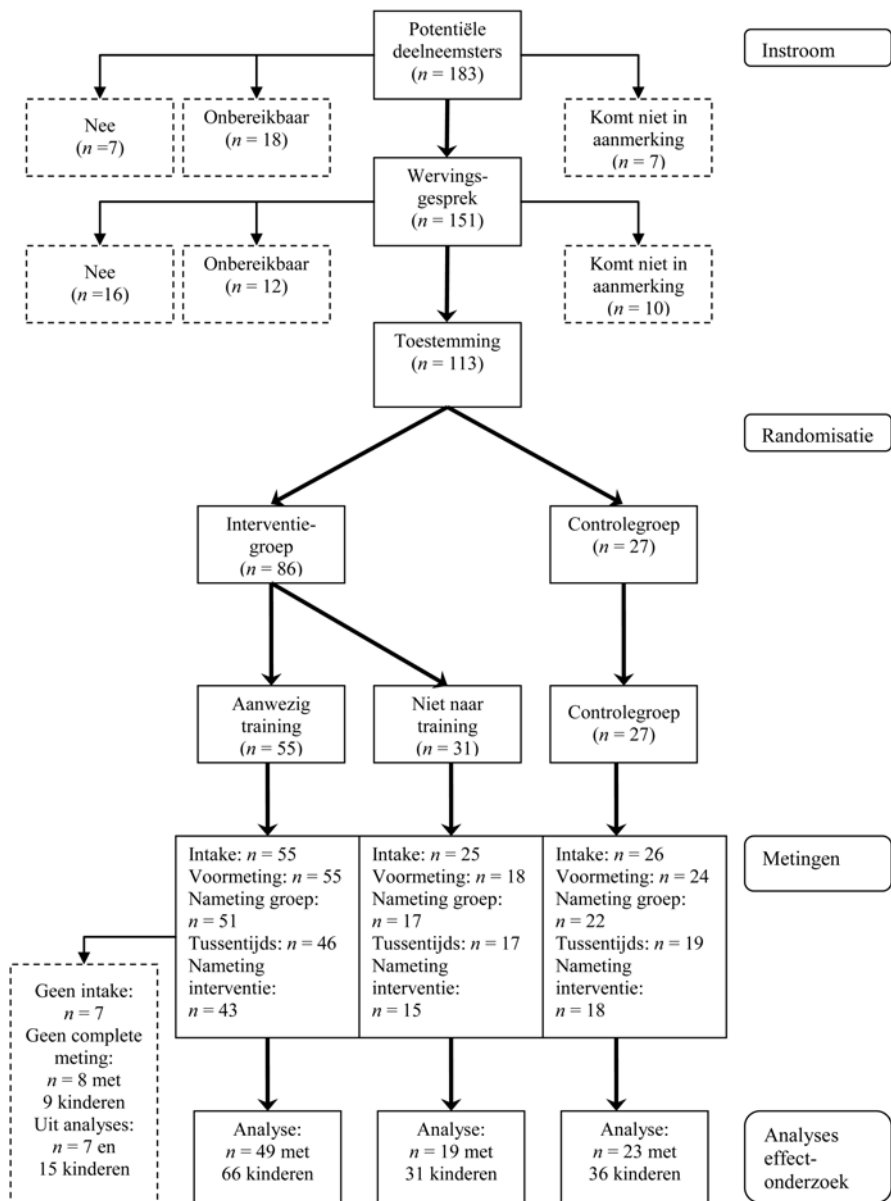 Potentiële
deelneemsters
(n = 183)
Instroom
Nee
(n =7)
Onbereikbaar
(n = 18)
Komt niet in
aanmerking
(n = 7)
Wervings-
gesprek
(n = 151)
Nee
(n =16)
Onbereikbaar
(n = 12)
Komt niet in
aanmerking
(n = 10)
Toestemming
(n = 113)
Randomisatie
Interventie-
groep
(n = 86)
Controlegroep
(n = 27)
Aanwezig
training
(n = 55)
Niet naar
training
(n = 31)
Controlegroep
(n = 27)
Intake: n = 55
Voormeting: n = 55
Nameting groep:
n = 51
Tussentijds: n = 46
Nameting
interventie:
n = 43
Intake: n = 25
Voormeting: n = 18
Nameting groep:
n = 17
Tussentijds: n = 17
Nameting
interventie:
n = 15
Intake: n = 26
Voormeting: n = 24
Nameting groep:
n = 22
Tussentijds: n = 19
Nameting
interventie:
n = 18
Metingen
Geen intake:
n = 7
Geen complete
meting:
n = 8 met
9 kinderen
Uit analyses:
n = 7 en
15 kinderen
Analyse:
n = 49 met
66 kinderen
Analyse:
n = 19 met
31 kinderen
Analyse:
n = 23 met
36 kinderen
Analyses
effect-
onderzoek